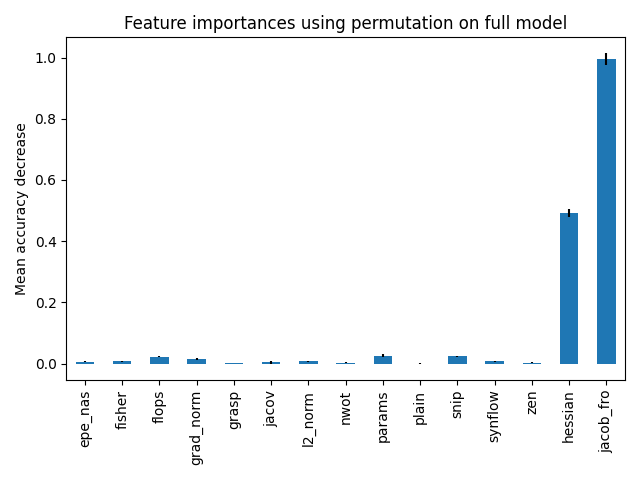 Feature importances using permutation on full model
Mean accuracy decrease
1.0
0.8
0.6
0.4
0.2
0.0
epe_nas
fisher
flops
grad_norm
grasp
jacov
l2_norm
nwot
params
plain
snip
synflow
zen
hessian
jacob_fro